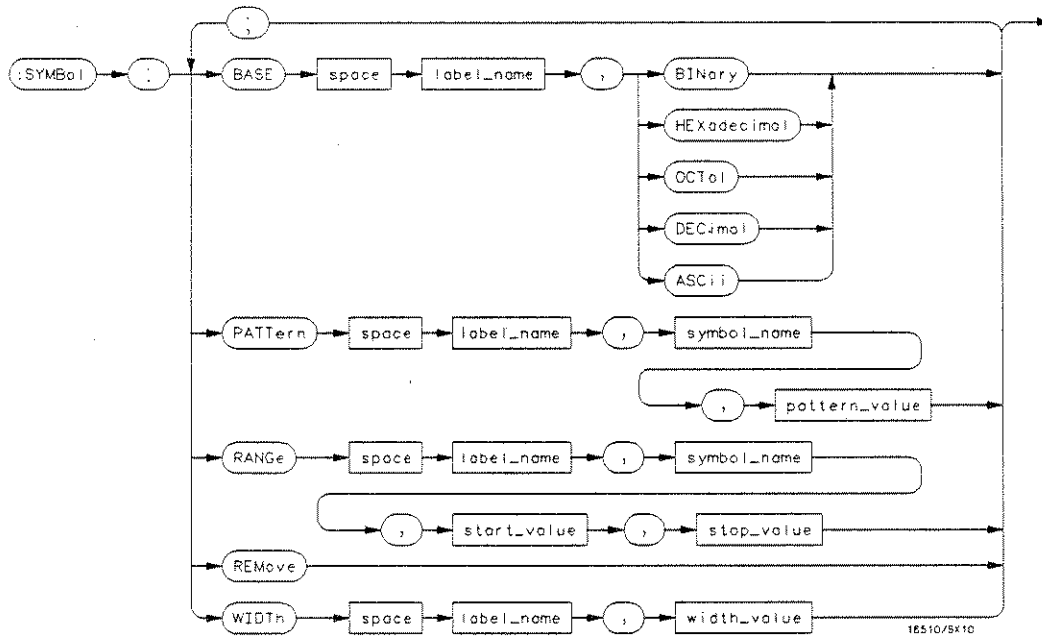 ;
:SYMBol : BASE space label_name , BINary
HEXadecimal
OCTal
DECimal
ASCii
PATTern space label_name , symbol_name
, pattern_value
RANGe space label_name , symbol_name
, start_value , stop_value
REMove
WIDTh space label_name , width_value
16510/SX10